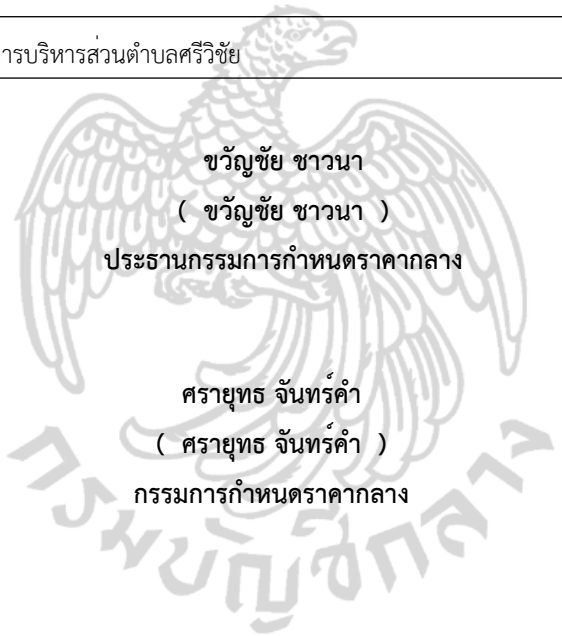 ารบริหารส่วนตำบลศรีวิชัย
ขวัญชัย ชาวนา
( ขวัญชัย ชาวนา )
ประธานกรรมการกำหนดราคากลาง
ศรายุทธ จันทร์คำ
( ศรายุทธ จันทร์คำ )
กรรมการกำหนดราคากลาง
กรมบัญชีกลาง